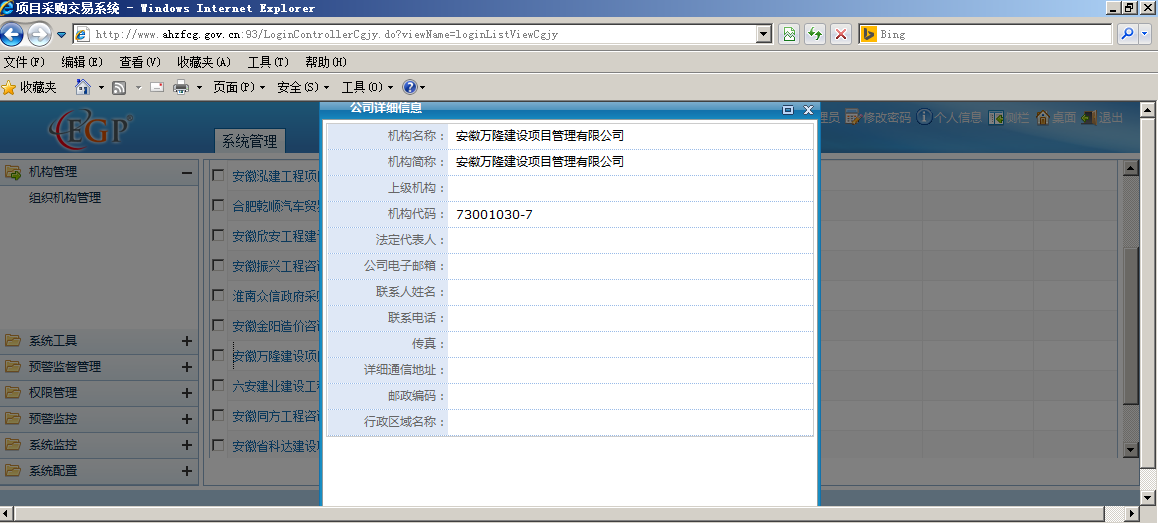 项目采购交易系统 - Windows Internet Explorer
http://www.ahzfcg.gov.cn:93/LoginControllerCgjy.do?viewName=loginListViewCgjy
Bing
文件(F) 编辑(E) 查看(V) 收藏夹(A) 工具(T) 帮助(H)
收藏夹 页面(P) 安全(S) 工具(O)
EGP
系统管理
理员 修改密码 个人信息 侧栏 桌面 退出
机构管理
组织机构管理
系统工具
预警监督管理
权限管理
预警监控
系统监控
系统配置
安徽泓建工程项
合肥乾顺汽车贸
安徽欣安工程建
安徽振兴工程咨
淮南众信政府采
安徽金阳造价咨
安徽万隆建设项
六安建业建设工程
安徽同方工程咨
安徽省科达建设
公司详细信息
机构名称： 安徽万隆建设项目管理有限公司
机构简称： 安徽万隆建设项目管理有限公司
上级机构：
机构代码： 73001030-7
法定代表人：
公司电子邮箱：
联系人姓名：
联系电话：
传真：
详细通信地址：
邮政编码：
行政区域名称：